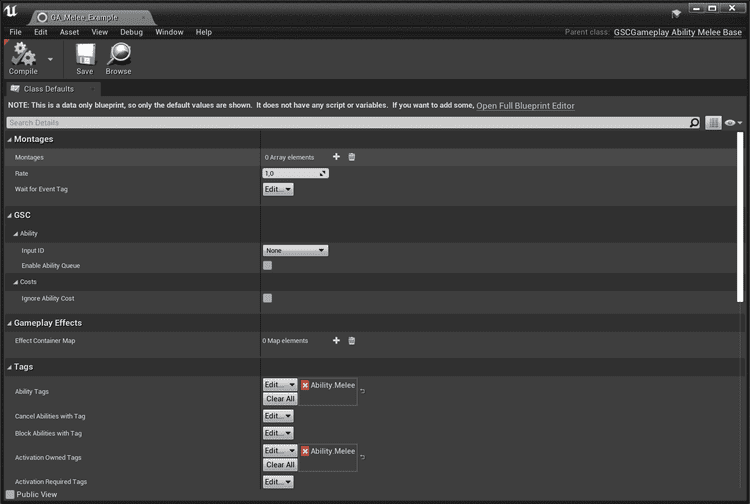 GA_Melee_Example
File Edit Asset View Debug Window Help
Parent class: GSCGameplay Ability Melee Base
Compile Save Browse
Class Defaults
NOTE: This is a data only blueprint, so only the default values are shown. It does not have any script or variables. If you want to add some, Open Full Blueprint Editor
Search Details
Montages
Montages 0 Array elements
Rate 1,0
Wait for Event Tag Edit...
GSC
Ability
Input ID None
Enable Ability Queue
Costs
Ignore Ability Cost
Gameplay Effects
Effect Container Map 0 Map elements
Tags
Ability Tags Edit... Ability.Melee
Clear All
Cancel Abilities with Tag Edit...
Block Abilities with Tag Edit...
Activation Owned Tags Edit... Ability.Melee
Clear All
Activation Required Tags Edit...
Public View